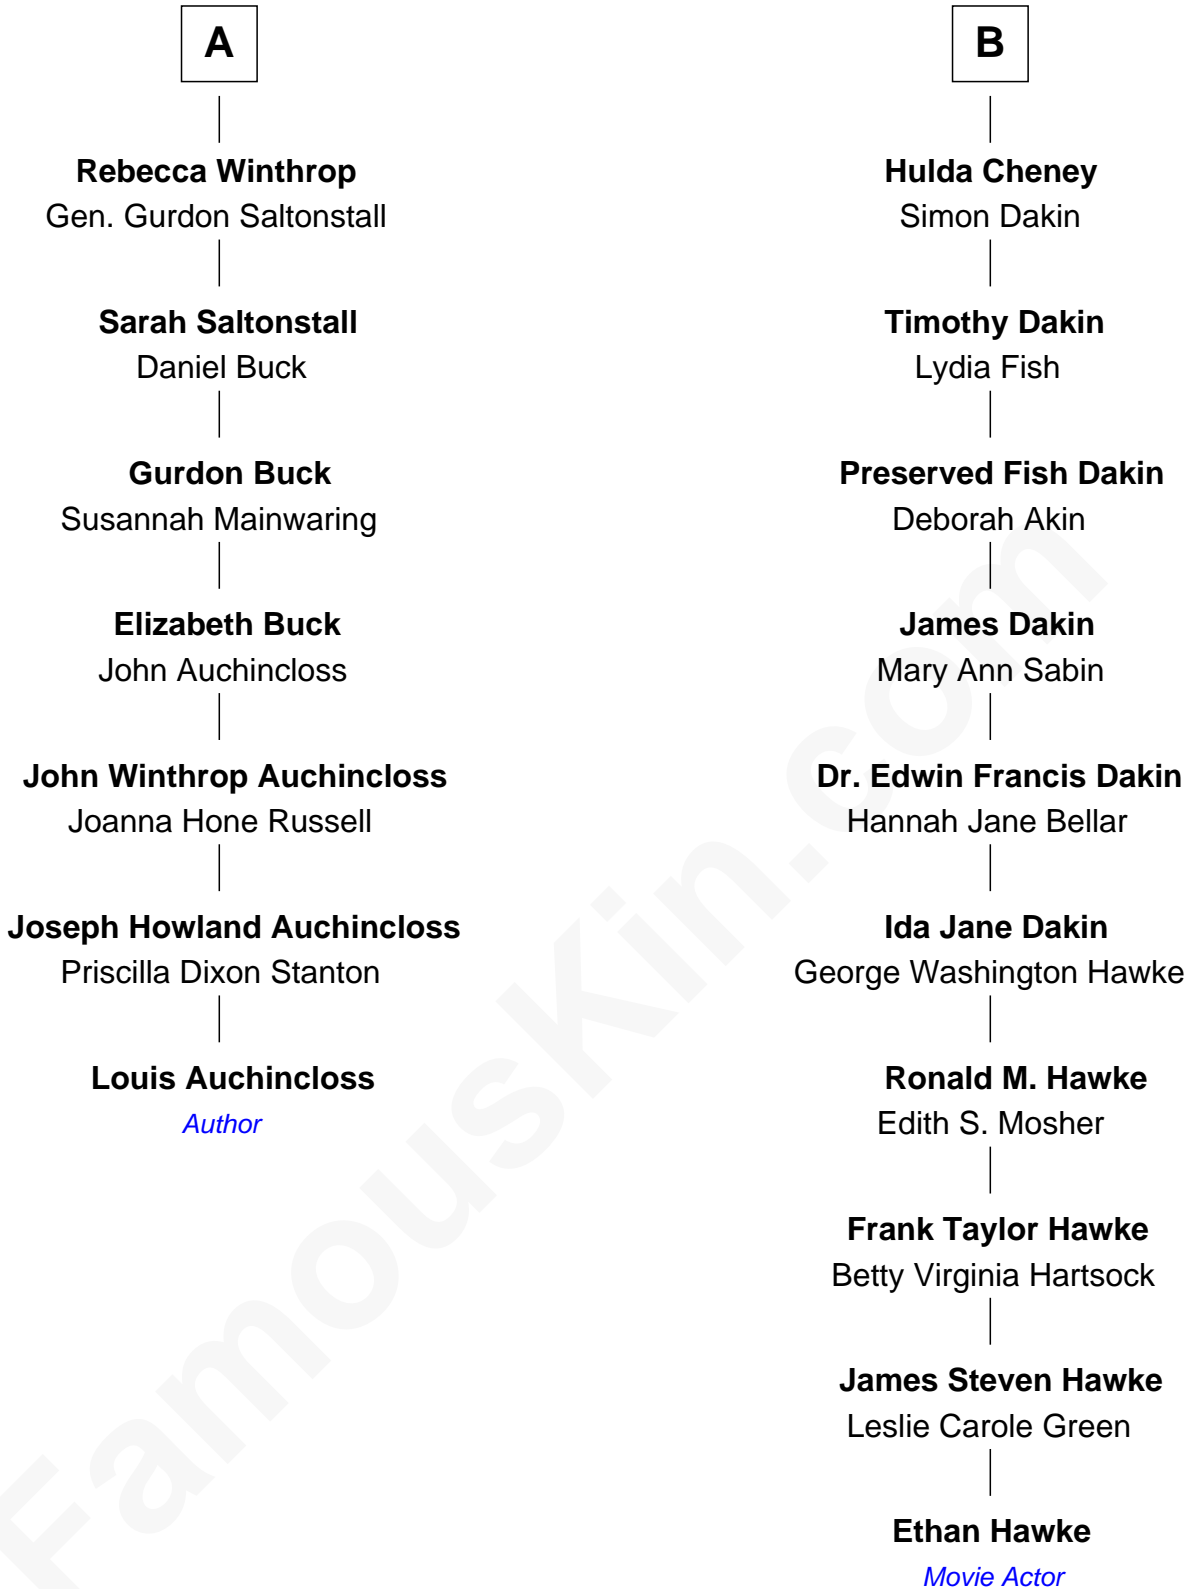 A
Rebecca Winthrop
Gen. Gurdon Saltonstall
Sarah Saltonstall
Daniel Buck
Gurdon Buck
Susannah Mainwaring
Elizabeth Buck
John Auchincloss
John Winthrop Auchincloss
Joanna Hone Russell
Joseph Howland Auchincloss
Priscilla Dixon Stanton
Louis Auchincloss
Author
B
Hulda Cheney
Simon Dakin
Timothy Dakin
Lydia Fish
Preserved Fish Dakin
Deborah Akin
James Dakin
Mary Ann Sabin
Dr. Edwin Francis Dakin
Hannah Jane Bellar
Ida Jane Dakin
George Washington Hawke
Ronald M. Hawke
Edith S. Mosher
Frank Taylor Hawke
Betty Virginia Hartsock
James Steven Hawke
Leslie Carole Green
Ethan Hawke
Movie Actor
FamousKin.com